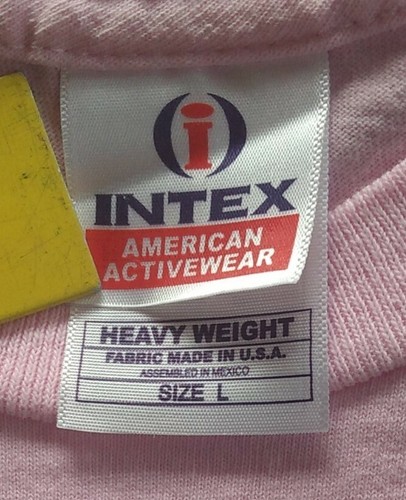 i
INTEX
AMERICAN
ACTIVEWEAR
HEAVY WEIGHT
FABRIC MADE IN U.S.A.
ASSEMBLED IN MEXICO
SIZE L